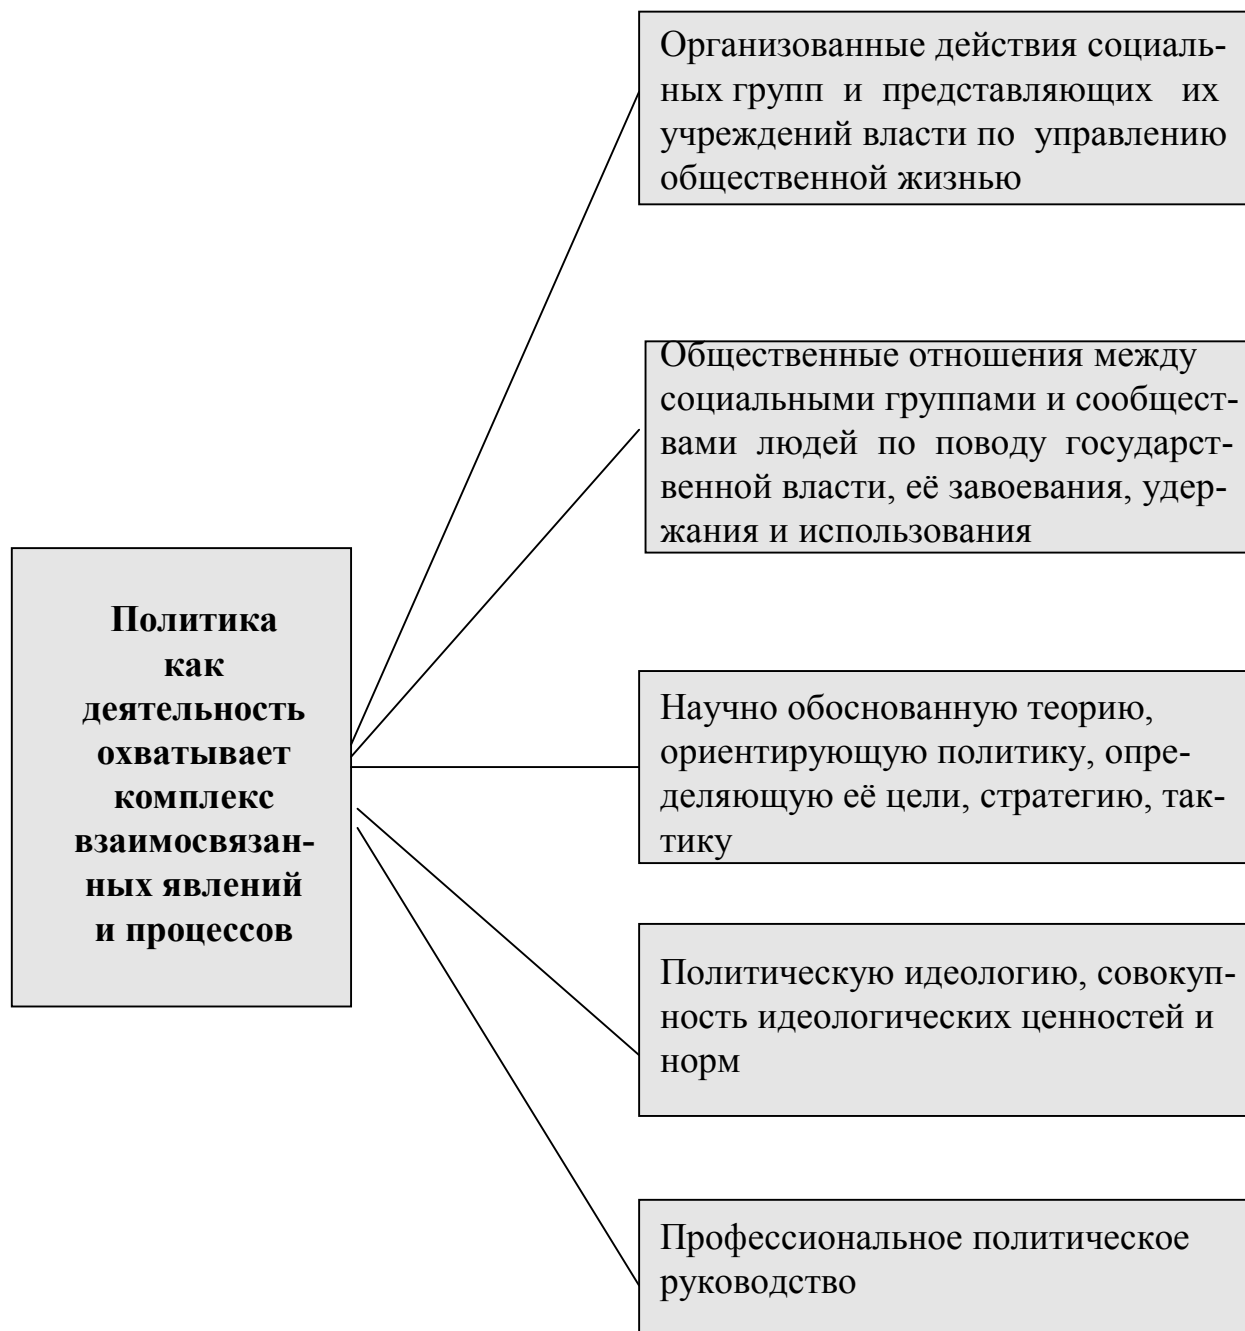 Организованные действия социаль-
ных групп и представляющих их
учреждений власти по управлению
общественной жизнью
Общественные отношения между
социальными группами и сообщест-
вами людей по поводу государст-
венной власти, её завоевания, удер-
жания и использования
Политика
как
деятельность
охватывает
комплекс
взаимосвязан-
ных явлений
и процессов
Научно обоснованную теорию,
ориентирующую политику, опре-
деляющую её цели, стратегию, так-
тику
Политическую идеологию, совокуп-
ность идеологических ценностей и
норм
Профессиональное политическое
руководство